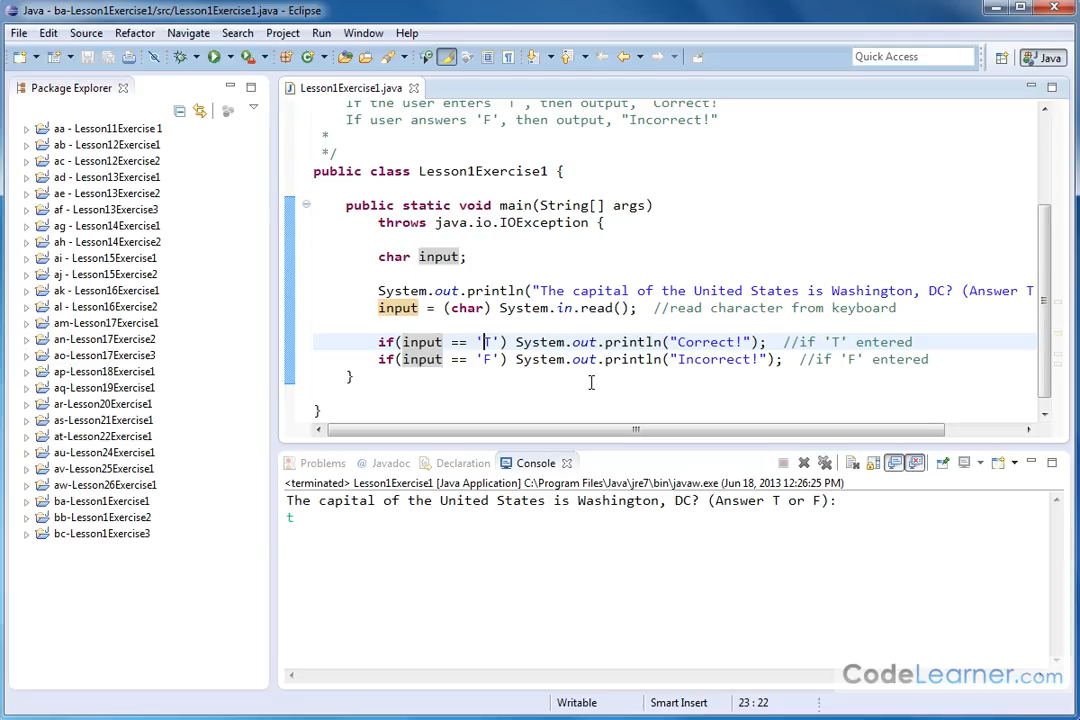 Java - ba-Lesson1Exercise1/src/Lesson1Exercise1.java - Eclipse
File Edit Source Refactor Navigate Search Project Run Window Help
Quick Access
Java
Package Explorer
aa - Lesson11Exercise1
ab - Lesson12Exercise1
ac - Lesson12Exercise2
ad - Lesson13Exercise1
ae - Lesson13Exercise2
af - Lesson13Exercise3
ag - Lesson14Exercise1
ah - Lesson14Exercise2
ai - Lesson15Exercise1
aj - Lesson15Exercise2
ak - Lesson16Exercise1
al - Lesson16Exercise2
am-Lesson17Exercise1
an-Lesson17Exercise2
ao-Lesson17Exercise3
ap-Lesson18Exercise1
aq-Lesson19Exercise1
ar-Lesson20Exercise1
as-Lesson21Exercise1
at-Lesson22Exercise1
au-Lesson24Exercise1
av-Lesson25Exercise1
aw-Lesson26Exercise1
ba-Lesson1Exercise1
bb-Lesson1Exercise2
bc-Lesson1Exercise3
Lesson1Exercise1.java
If the user enters 'T', then output, "Correct!"
If user answers 'F', then output, "Incorrect!"
*
*/
public class Lesson1Exercise1 {
public static void main(String[] args)
throws java.io.IOException {
char input;
System.out.println("The capital of the United States is Washington, DC? (Answer T
input = (char) System.in.read(); //read character from keyboard
if(input == 'T') System.out.println("Correct!"); //if 'T' entered
if(input == 'F') System.out.println("Incorrect!"); //if 'F' entered
}
}
Problems @ Javadoc Declaration Console
<terminated> Lesson1Exercise1 [Java Application] C:\Program Files\Java\jre7\bin\javaw.exe (Jun 18, 2013 12:26:25 PM)
The capital of the United States is Washington, DC? (Answer T or F):
t
CodeLearner.com
Writable Smart Insert 23 : 22